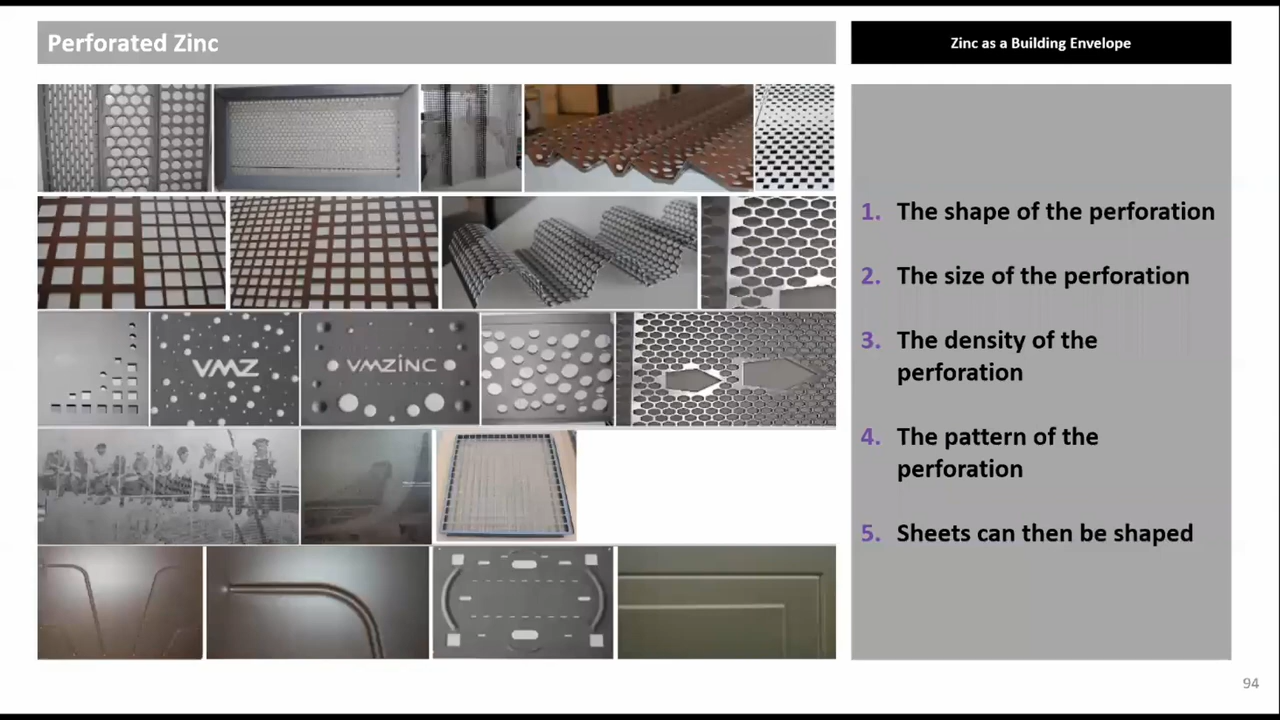 Perforated Zinc
Zinc as a Building Envelope
VMZ
VMZINC
1. The shape of the perforation
2. The size of the perforation
3. The density of the
perforation
4. The pattern of the
perforation
5. Sheets can then be shaped
94